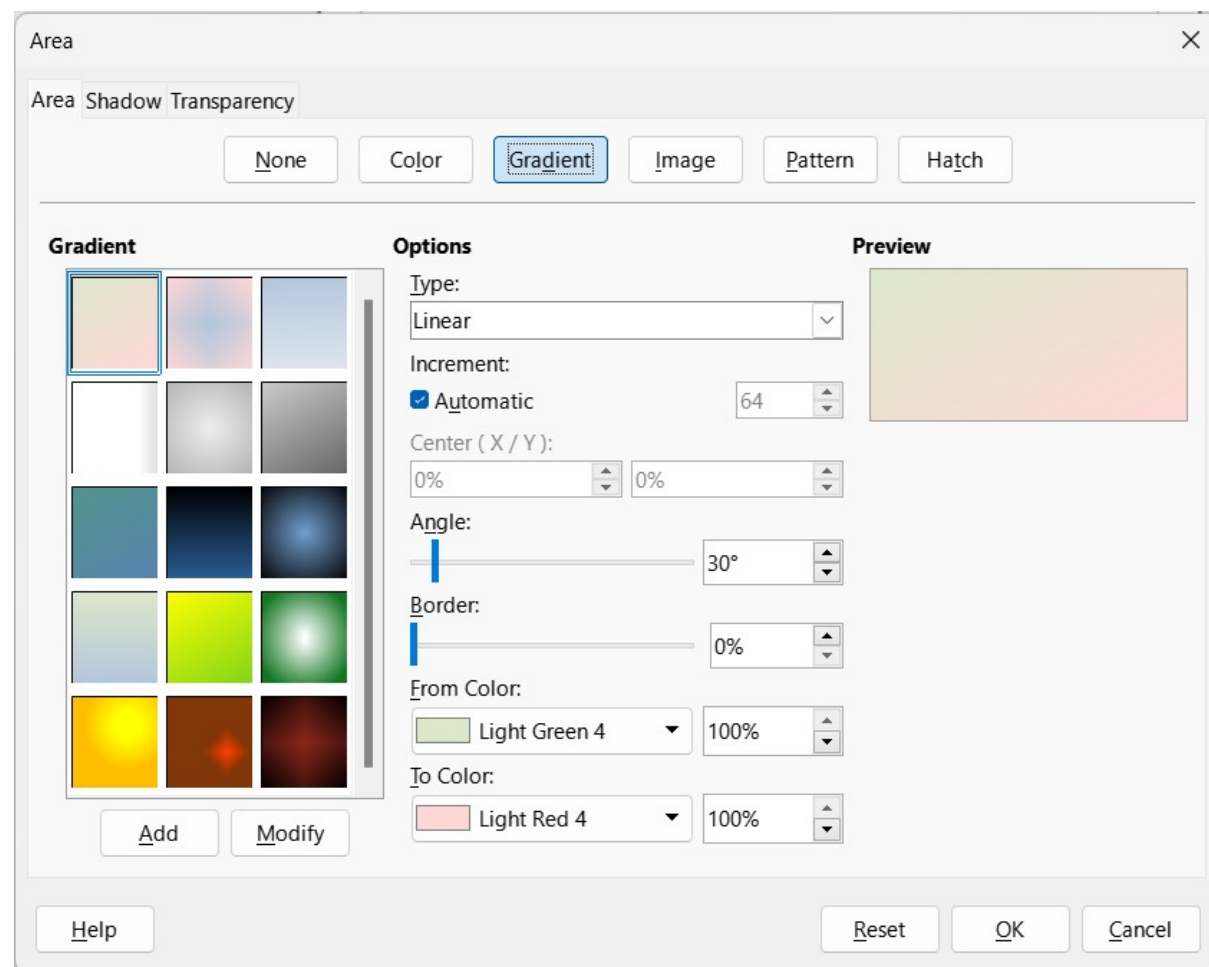 Area
Area Shadow Transparency
None Color Gradient Image Pattern Hatch
Gradient Options Preview
Type:
Linear
Increment:
Automatic 64
Center ( X / Y ):
0% 0%
Angle:
30°
Border:
0%
From Color:
Light Green 4 100%
To Color:
Light Red 4 100%
Add Modify
Help Reset OK Cancel